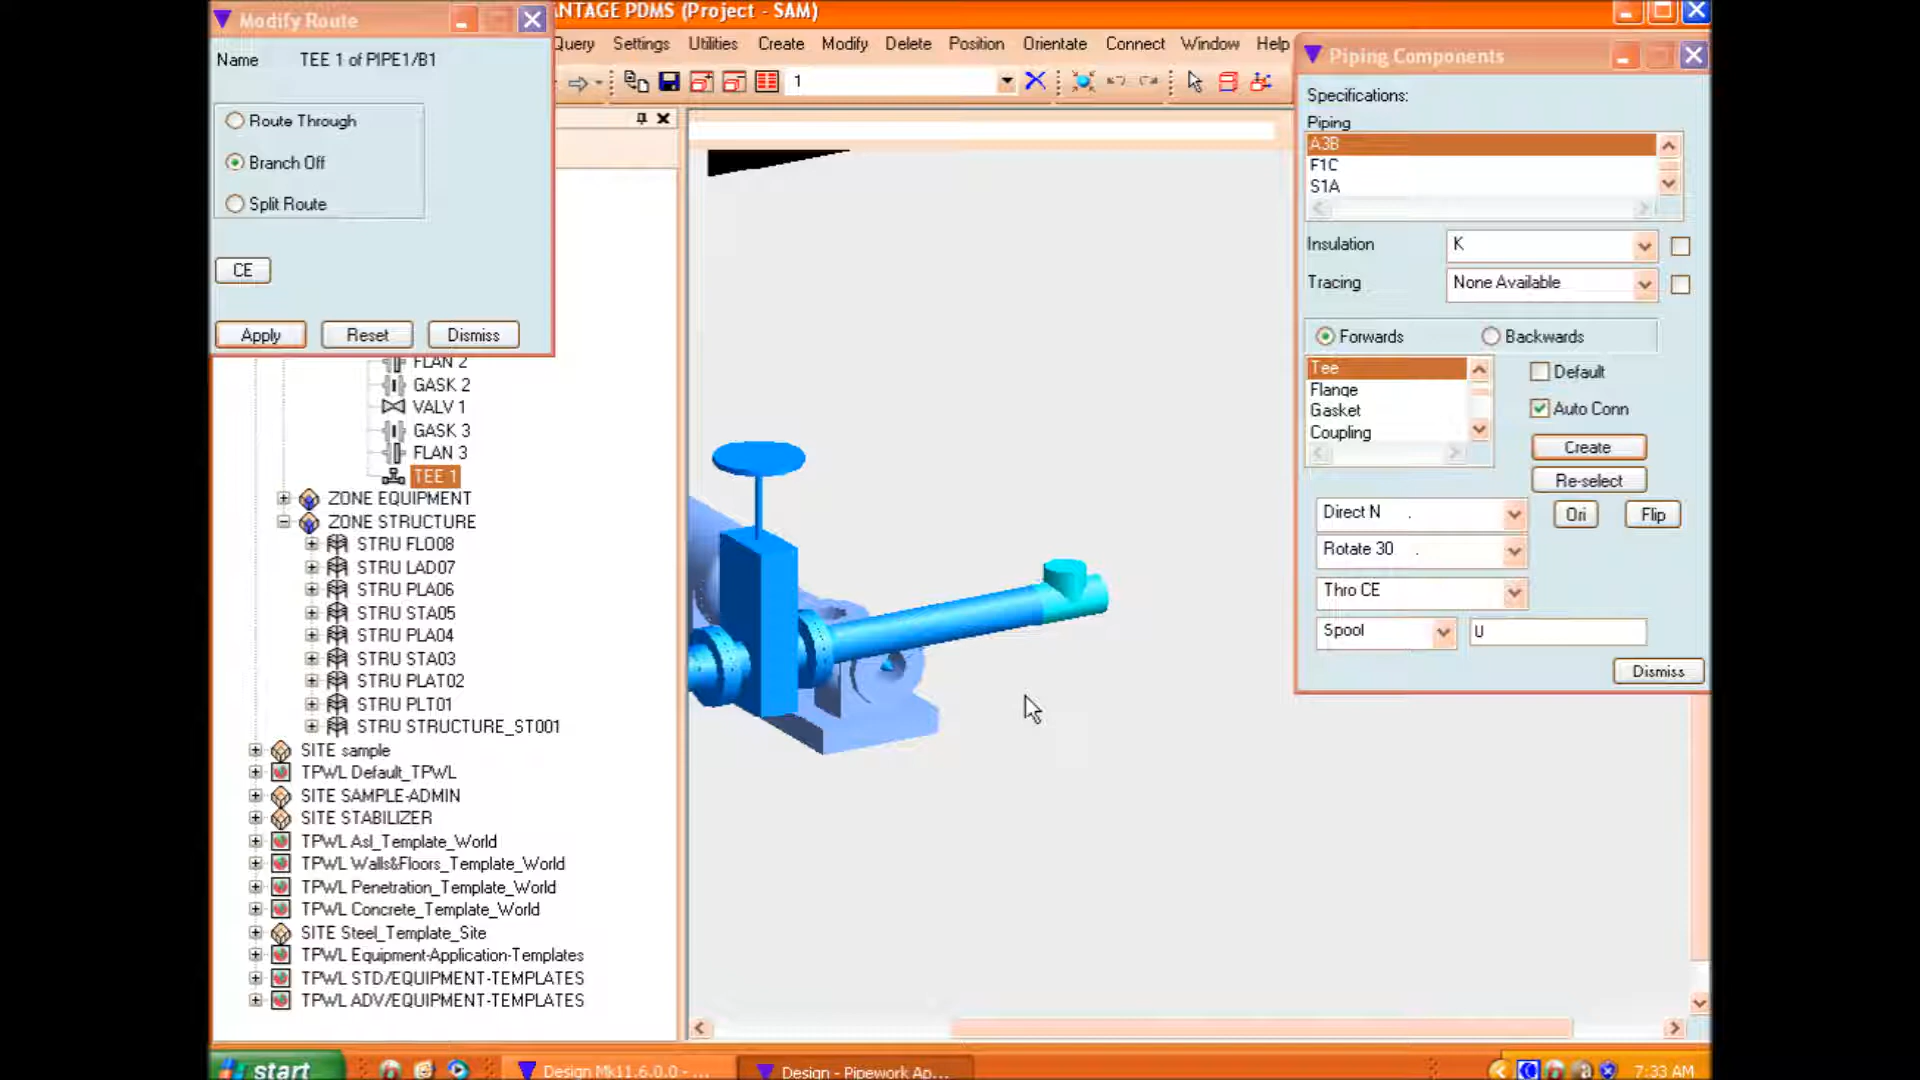 Modify Route
ANTAGE PDMS (Project - SAM)
Query Settings Utilities Create Modify Delete Position Orientate Connect Window Help
1
Name TEE 1 of PIPE1/B1
Route Through
Branch Off
Split Route
CE
Apply Reset Dismiss
FLAN 2
GASK 2
VALV 1
GASK 3
FLAN 3
TEE 1
ZONE EQUIPMENT
ZONE STRUCTURE
STRU FLO08
STRU LAD07
STRU PLA06
STRU STA05
STRU PLA04
STRU STA03
STRU PLAT02
STRU PLT01
STRU STRUCTURE_ST001
SITE sample
TPWL Default_TPWL
SITE SAMPLE-ADMIN
SITE STABILIZER
TPWL Asl_Template_World
TPWL Walls&Floors_Template_World
TPWL Penetration_Template_World
TPWL Concrete_Template_World
SITE Steel_Template_Site
TPWL Equipment-Application-Templates
TPWL STD/EQUIPMENT-TEMPLATES
TPWL ADV/EQUIPMENT-TEMPLATES
Piping Components
Specifications:
Piping
A3B
F1C
S1A
Insulation K
Tracing None Available
Forwards Backwards
Tee
Flange
Gasket
Coupling
Default
Auto Conn
Create
Re-select
Direct N .
Ori Flip
Rotate 30 .
Thro CE
Spool U
Dismiss
start
Design Mk11.6.0.0 - ...
Design - Pipework Ap...
7:33 AM